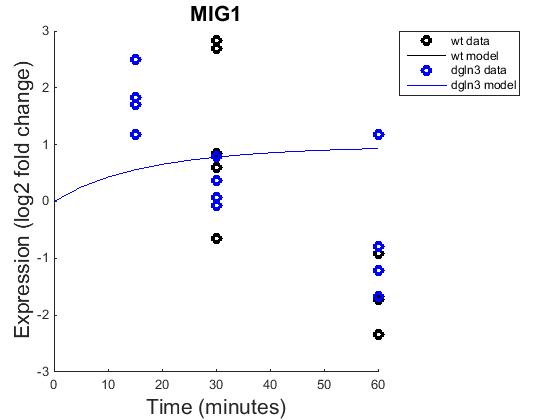 MIG1
wt data
wt model
dgln3 data
dgln3 model
Expression (log2 fold change)
3
2
1
0
-1
-2
-3
0 10 20 30 40 50 60
Time (minutes)